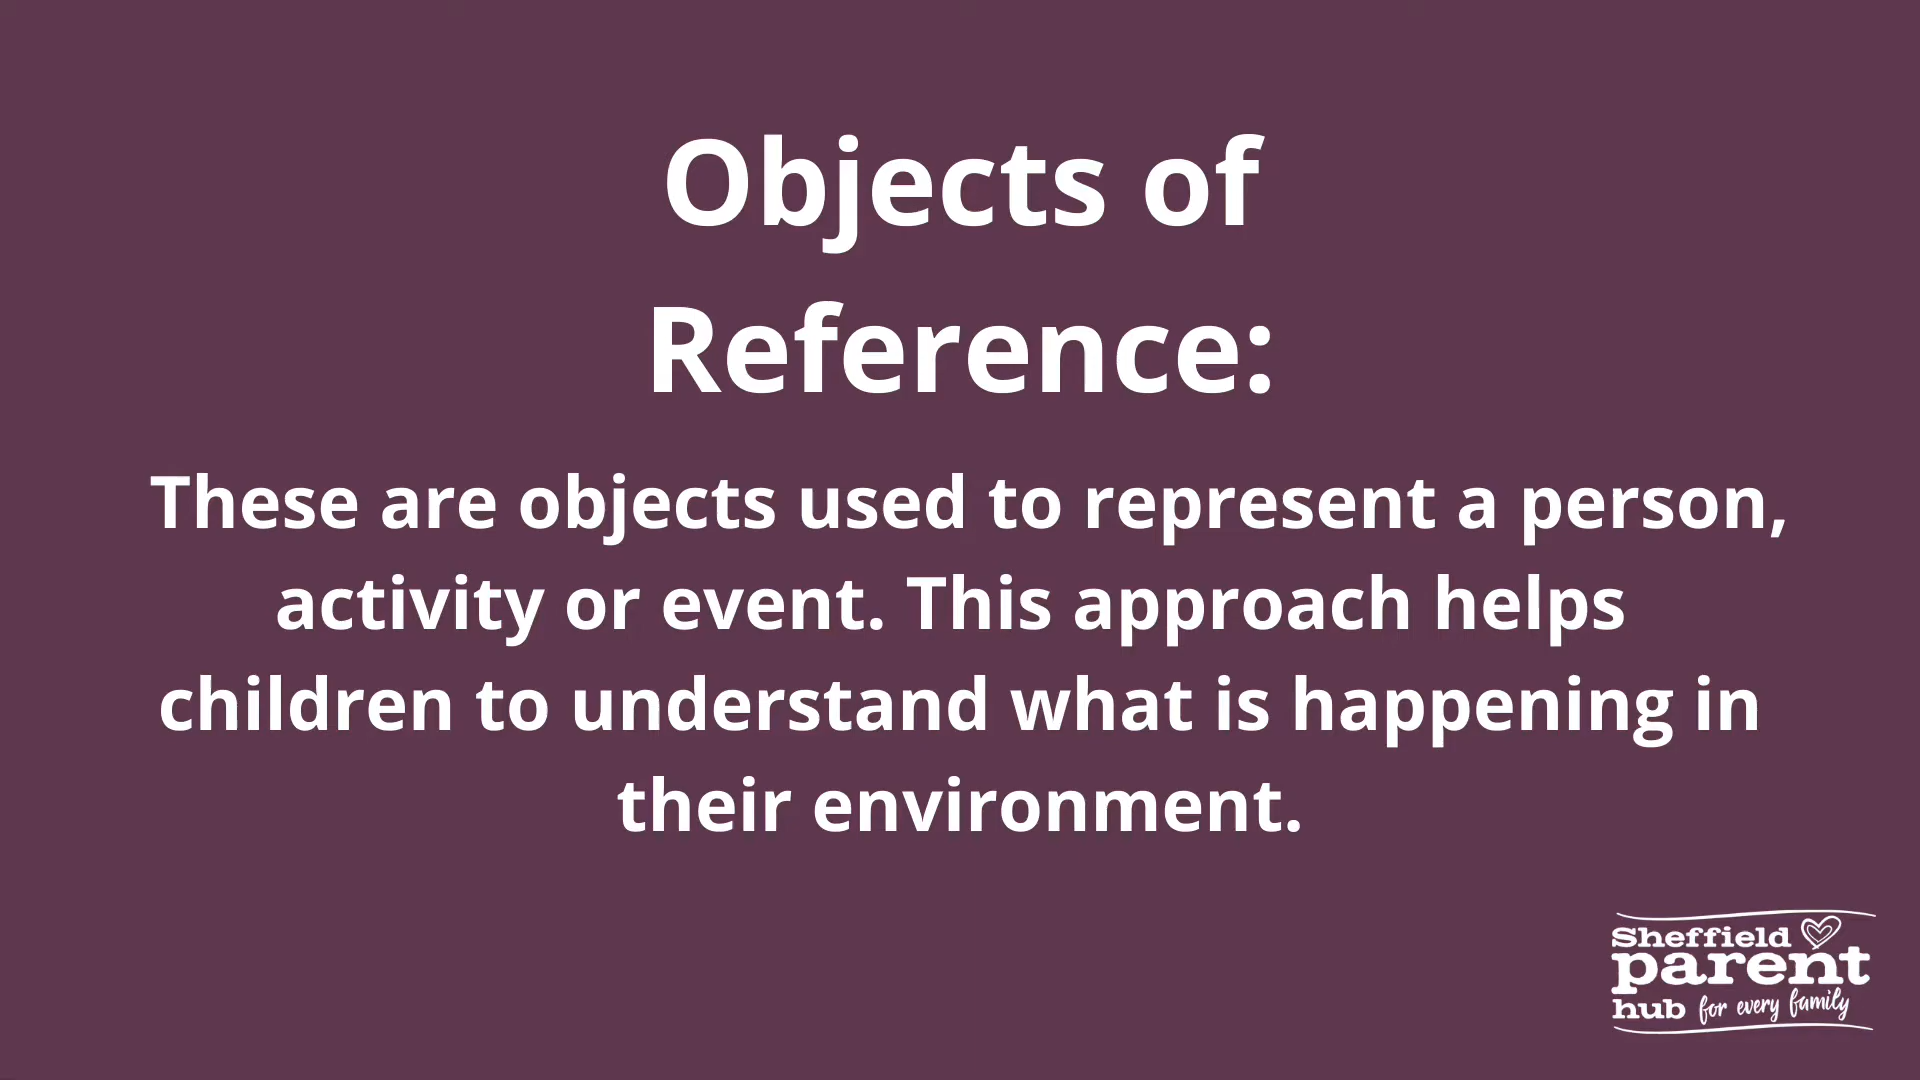 Objects of
Reference:
These are objects used to represent a person,
activity or event. This approach helps
children to understand what is happening in
their environment.
Sheffield
parent
hub for every family